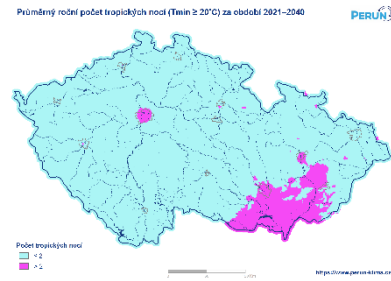 Průměrný roční počet tropických nocí (Tmin ≥ 20°C) za období 2021–2040
PERUN
Počet tropických nocí
< 2
https://www.perun-klima.cz